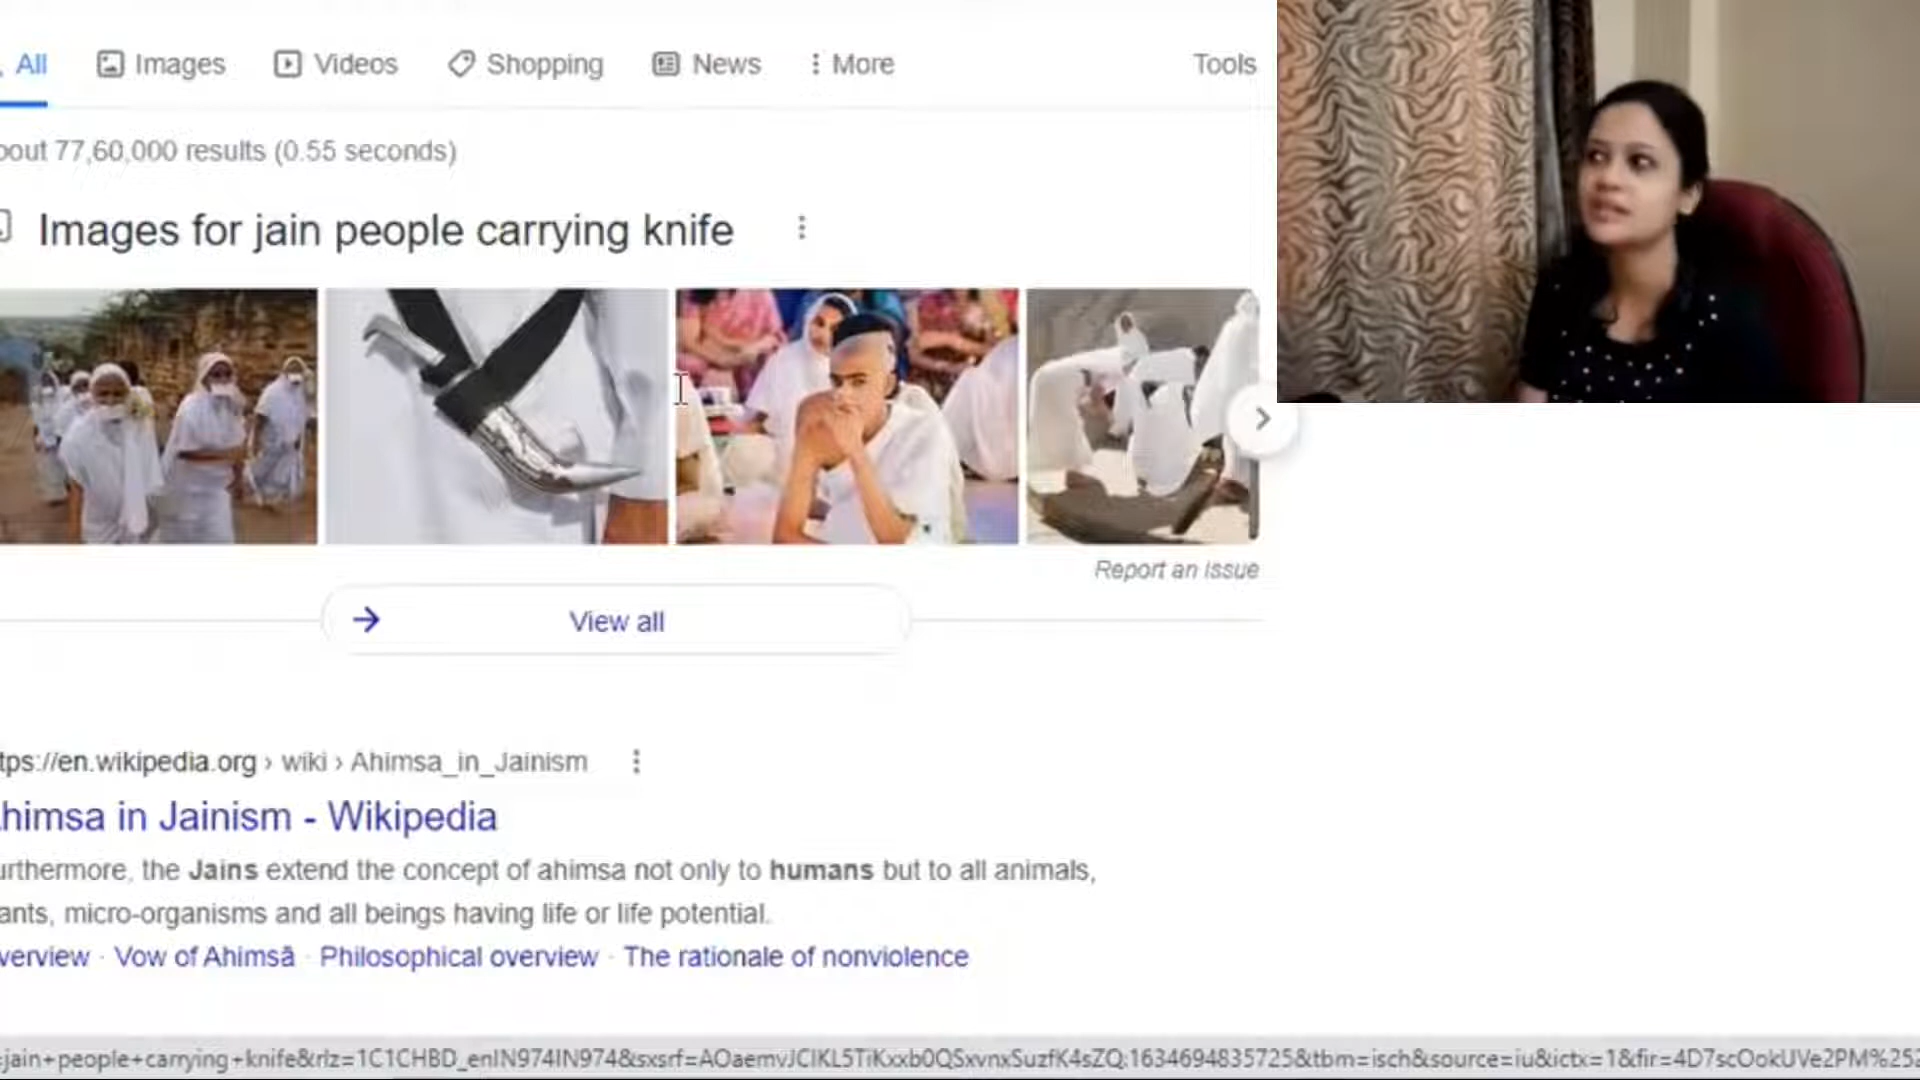 All Images Videos Shopping News More Tools
bout 77,60,000 results (0.55 seconds)
Images for jain people carrying knife
Report an issue
View all
tps://en.wikipedia.org › wiki › Ahimsa_in_Jainism
himsa in Jainism - Wikipedia
urthermore, the Jains extend the concept of ahimsa not only to humans but to all animals,
ants, micro-organisms and all beings having life or life potential.
verview · Vow of Ahimsā · Philosophical overview · The rationale of nonviolence
=jain+people+carrying+knife&rlz=1C1CHBD_enIN974IN974&sxsrf=AOaemvJCIKL5TiKxxb0QSxvnxSuzfK4sZQ:1634694835725&tbm=isch&source=iu&ictx=1&fir=4D7scOokUVe2PM%252